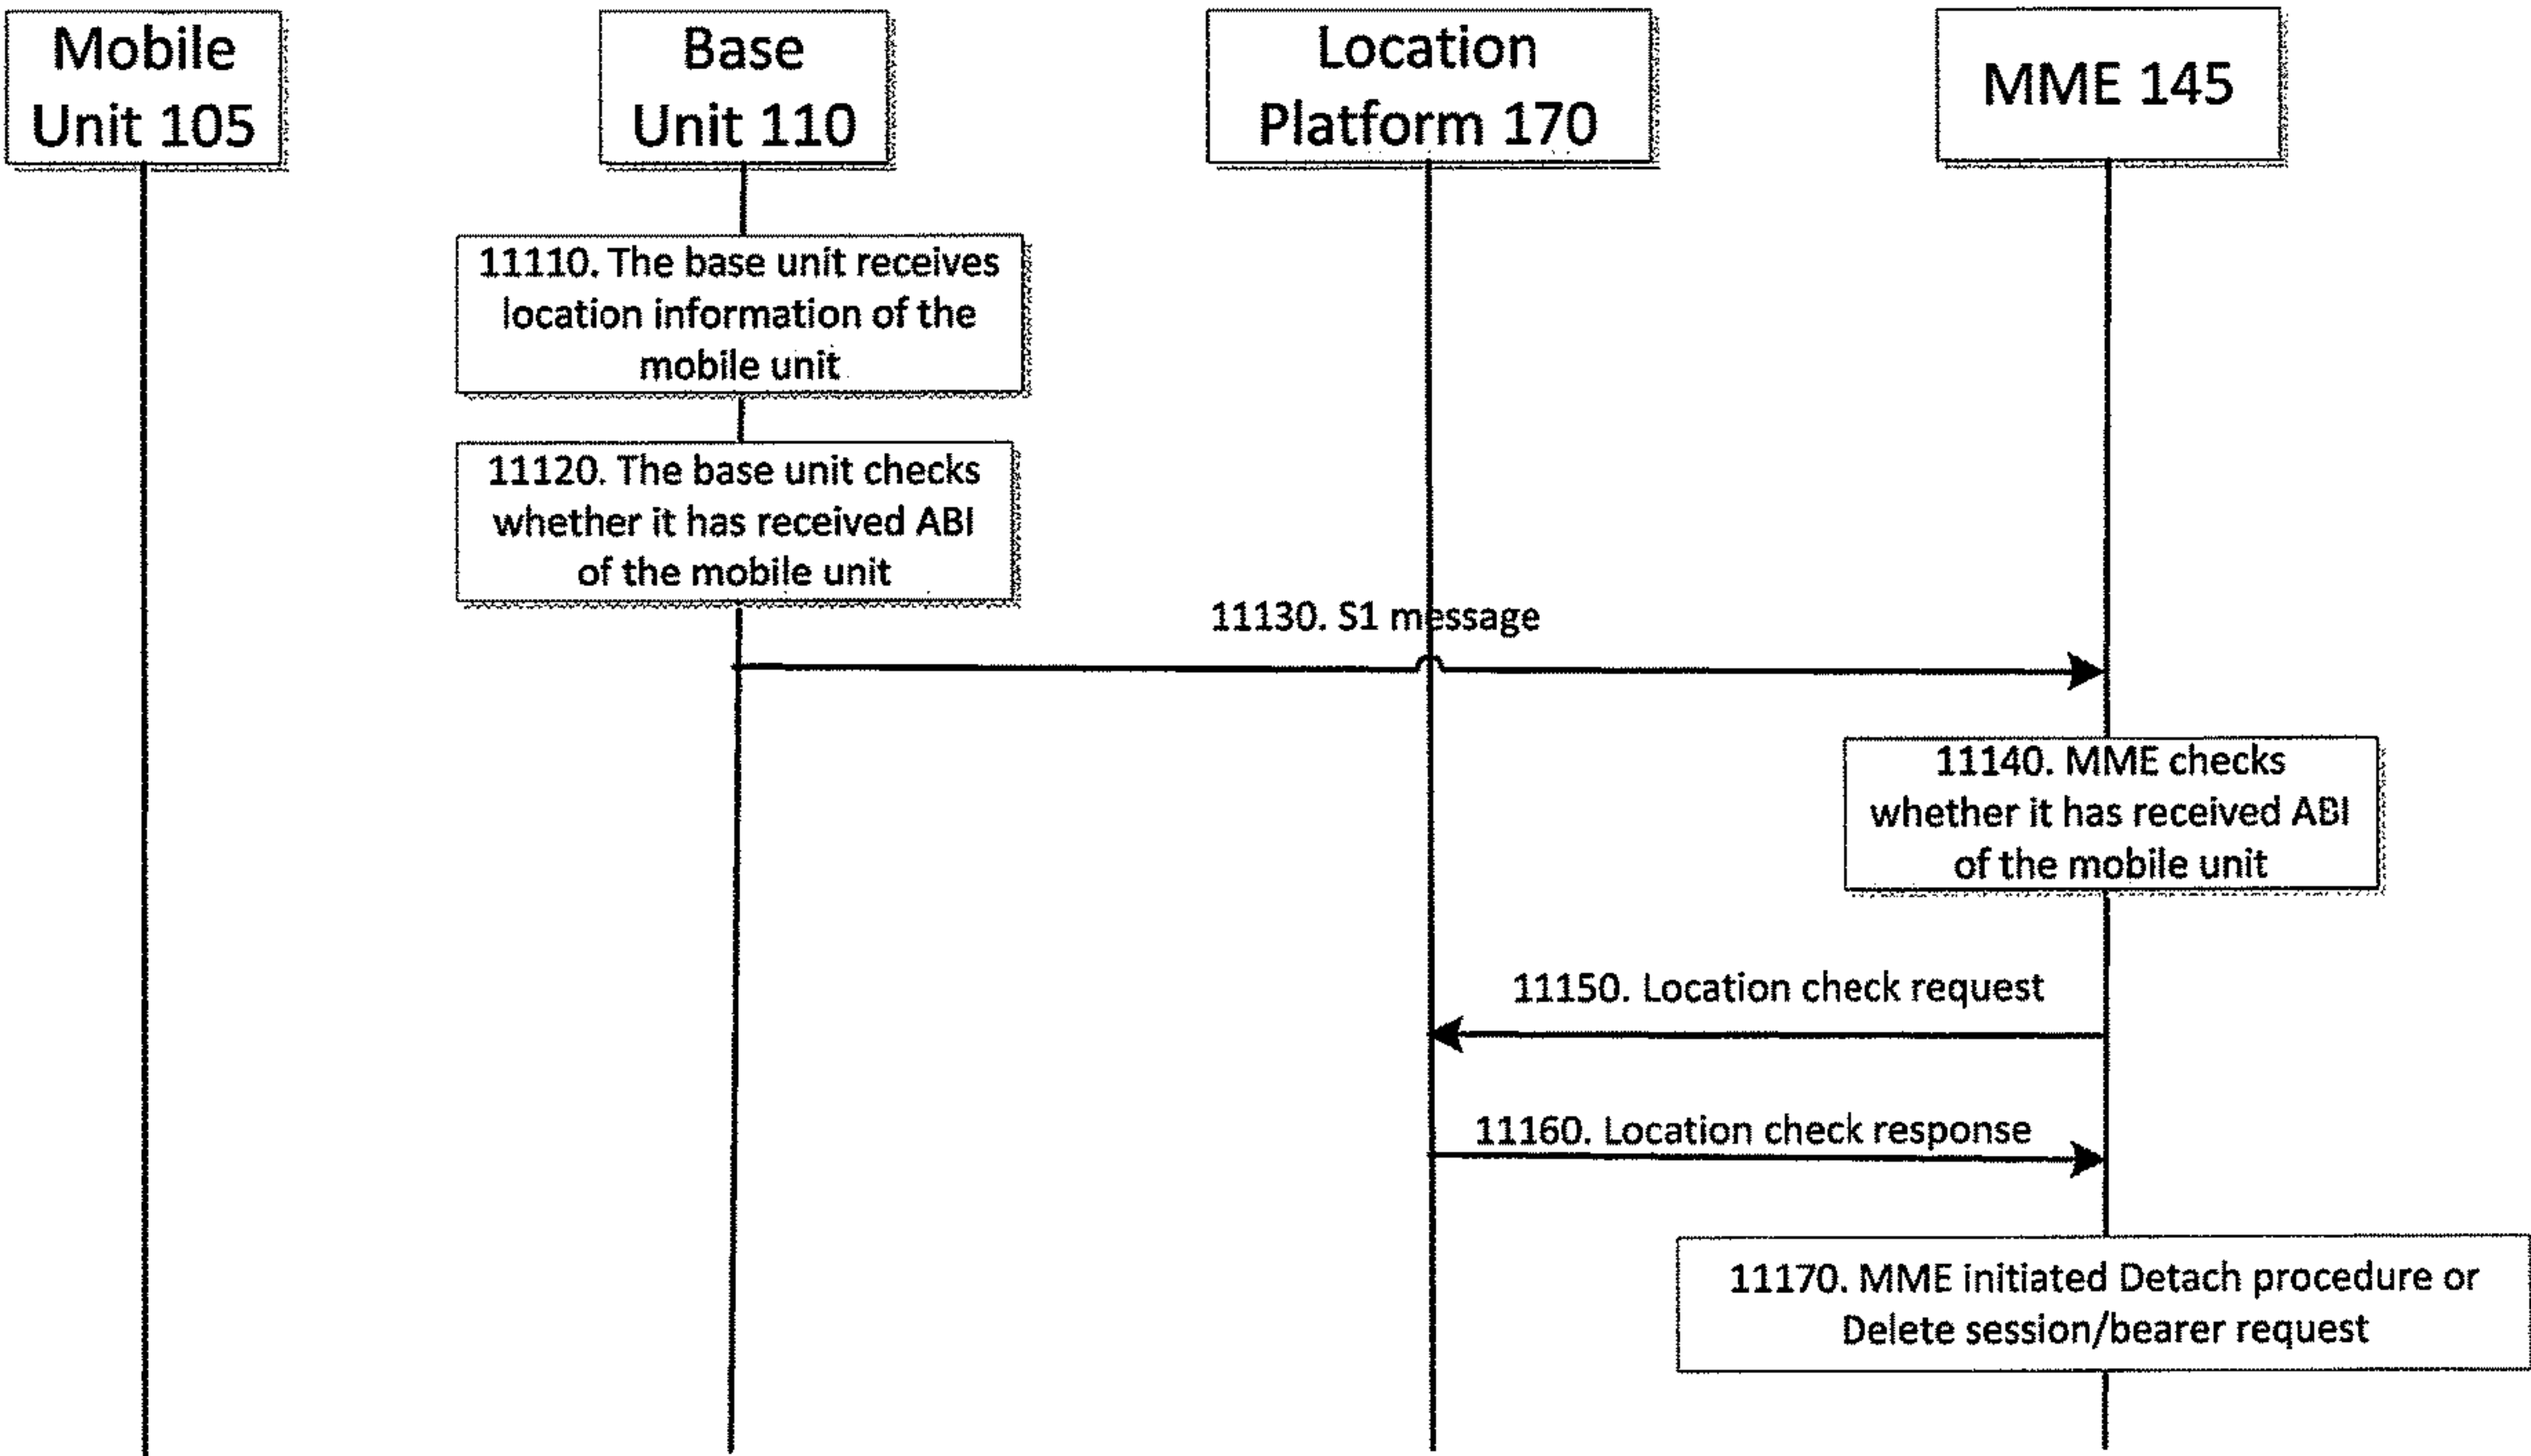 Mobile
Unit 105
Base
Unit 110
Location
Platform 170
MME 145
11110. The base unit receives
location information of the
mobile unit
11120. The base unit checks
whether it has received ABI
of the mobile unit
11130. S1 message
11140. MME checks
whether it has received ABI
of the mobile unit
11150. Location check request
11160. Location check response
11170. MME initiated Detach procedure or
Delete session/bearer request